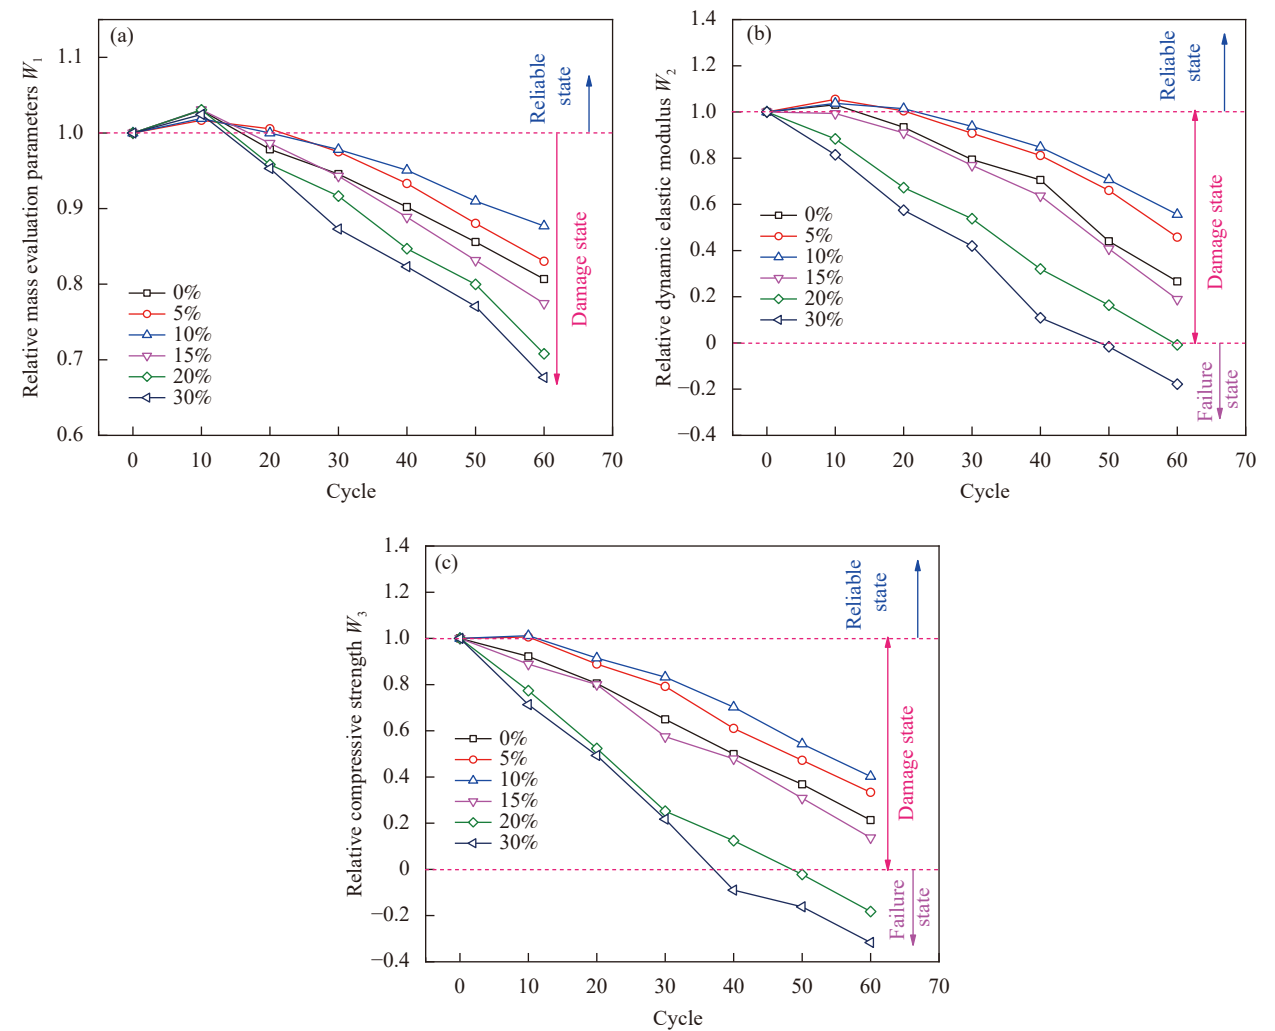 (a)
Relative mass evaluation parameters W₁
1.1
1.0
0.9
0.8
0.7
0.6
0 10 20 30 40 50 60 70
Cycle
0%
5%
10%
15%
20%
30%
Reliable
state
Damage state
(b)
Relative dynamic elastic modulus W₂
1.4
1.2
1.0
0.8
0.6
0.4
0.2
0
−0.2
−0.4
0 10 20 30 40 50 60 70
Cycle
0%
5%
10%
15%
20%
30%
Reliable
state
Damage state
Failure
state
(c)
Relative compressive strength W₃
1.4
1.2
1.0
0.8
0.6
0.4
0.2
0
−0.2
−0.4
0 10 20 30 40 50 60 70
Cycle
0%
5%
10%
15%
20%
30%
Reliable
state
Damage state
Failure
state